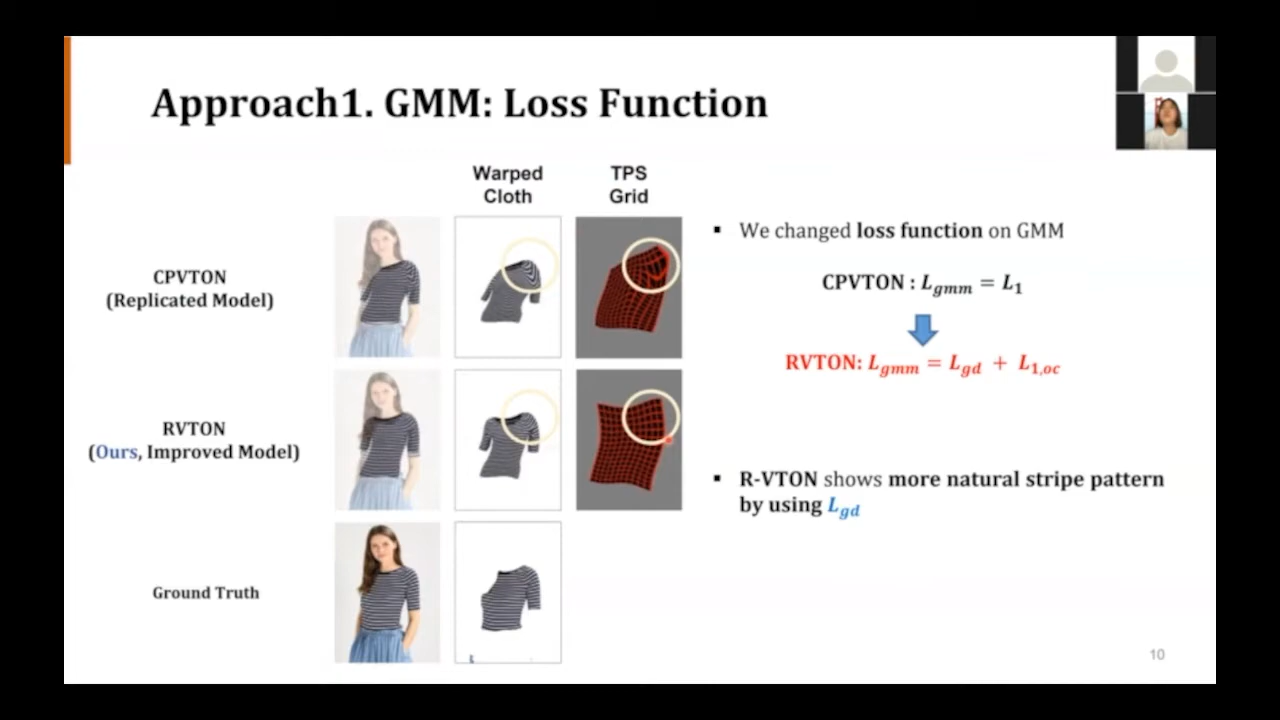 Approach1. GMM: Loss Function
Warped
Cloth
TPS
Grid
CPVTON
(Replicated Model)
RVTON
(Ours, Improved Model)
Ground Truth
▪ We changed loss function on GMM
CPVTON : L_gmm = L_1
RVTON: L_gmm = L_gd + L_1,oc
▪ R-VTON shows more natural stripe pattern
by using L_gd
10